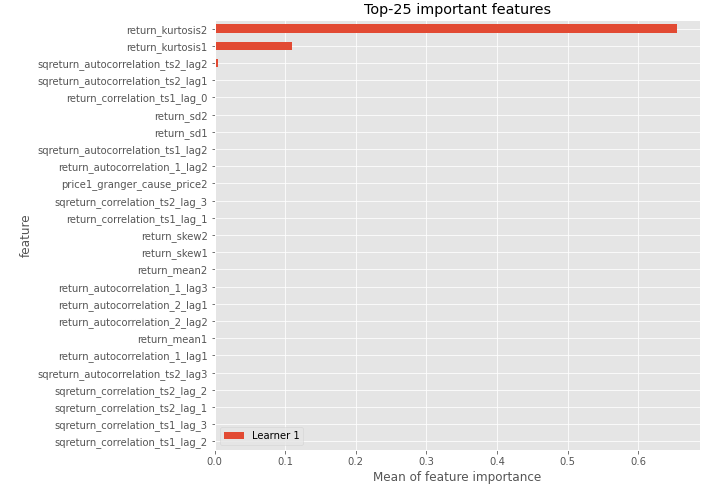 Top-25 important features
return_kurtosis2
return_kurtosis1
sqreturn_autocorrelation_ts2_lag2
sqreturn_autocorrelation_ts2_lag1
return_correlation_ts1_lag_0
return_sd2
return_sd1
sqreturn_autocorrelation_ts1_lag2
return_autocorrelation_1_lag2
price1_granger_cause_price2
sqreturn_correlation_ts2_lag_3
return_correlation_ts1_lag_1
return_skew2
return_skew1
return_mean2
return_autocorrelation_1_lag3
return_autocorrelation_2_lag1
return_autocorrelation_2_lag2
return_mean1
return_autocorrelation_1_lag1
sqreturn_autocorrelation_ts2_lag3
sqreturn_correlation_ts2_lag_2
sqreturn_correlation_ts2_lag_1
sqreturn_correlation_ts1_lag_3
sqreturn_correlation_ts1_lag_2
feature
Learner 1
0.0 0.1 0.2 0.3 0.4 0.5 0.6
Mean of feature importance